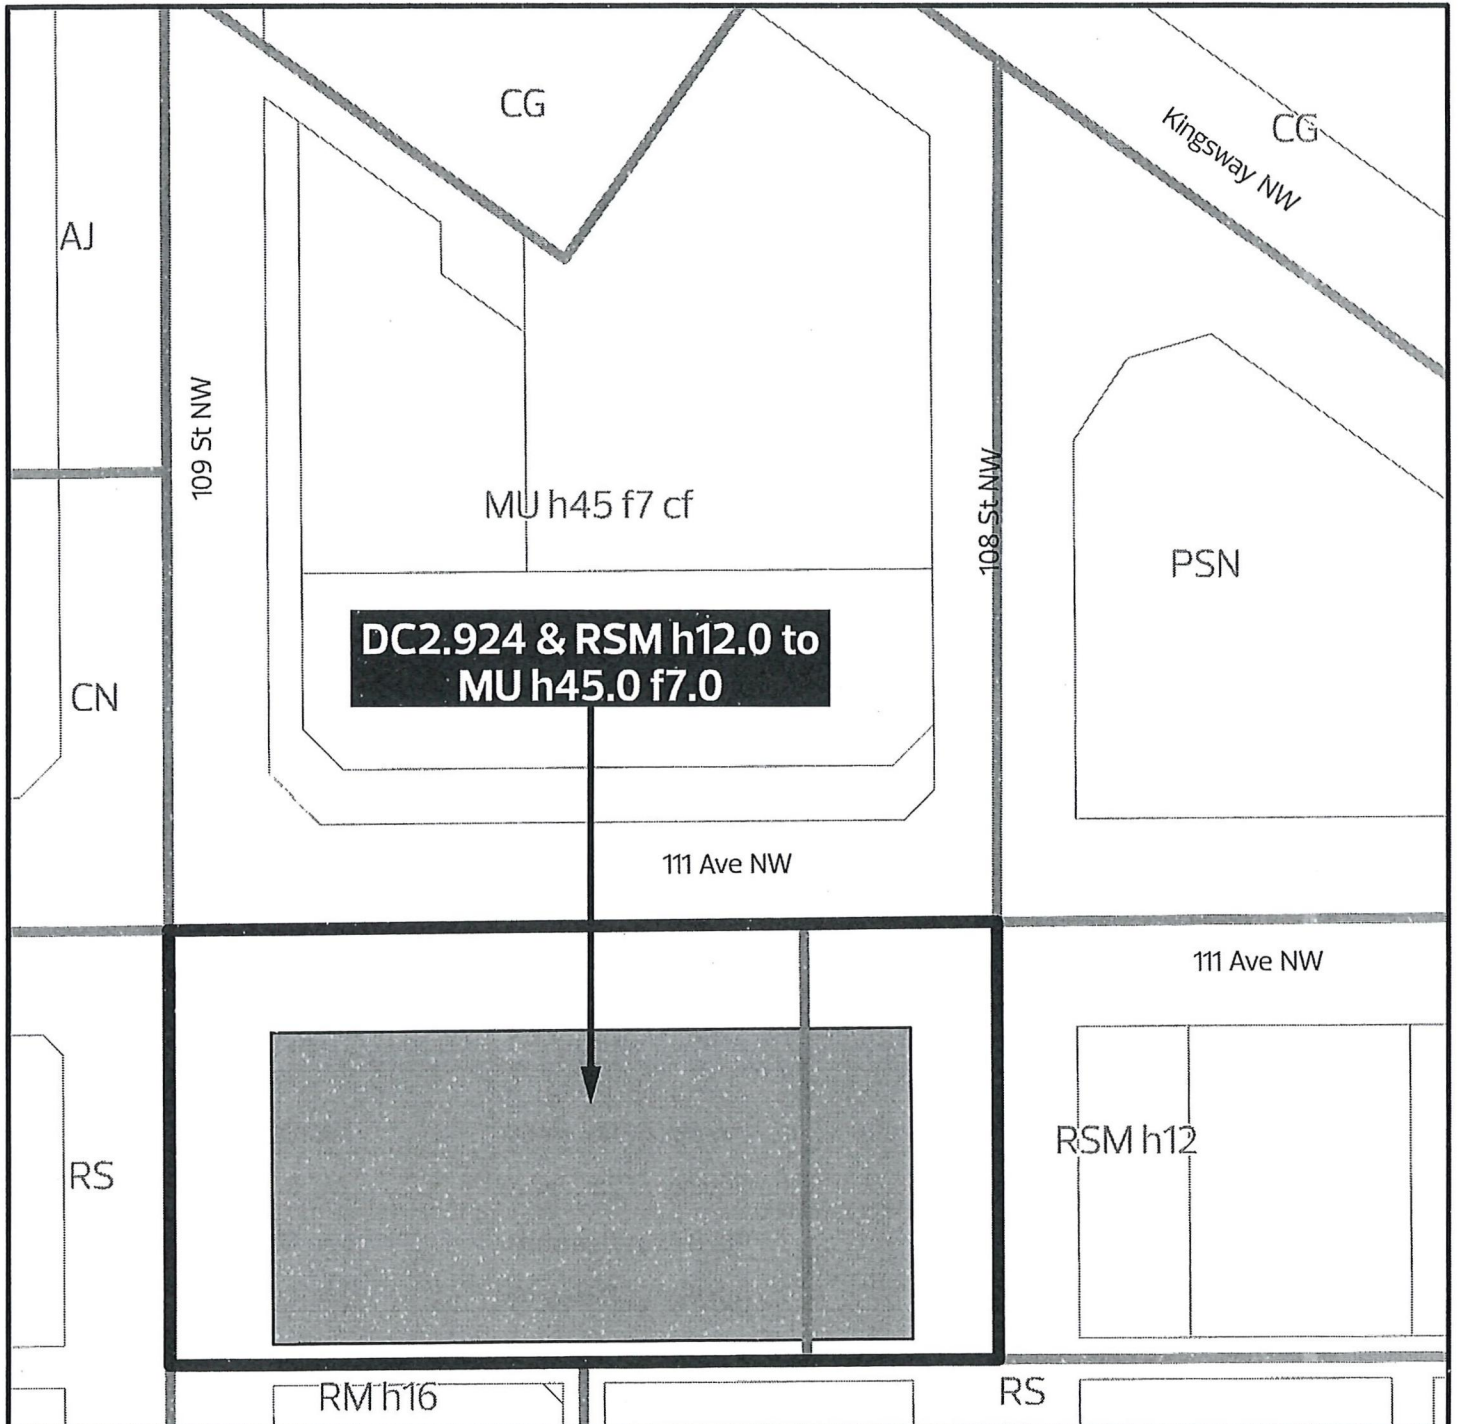 CG
CG
Kingsway NW
AJ
109 St NW
MU h45 f7 cf
108 St NW
PSN
DC2.924 & RSM h12.0 to
MU h45.0 f7.0
CN
111 Ave NW
111 Ave NW
RSM h12
RS
RM h16
RS